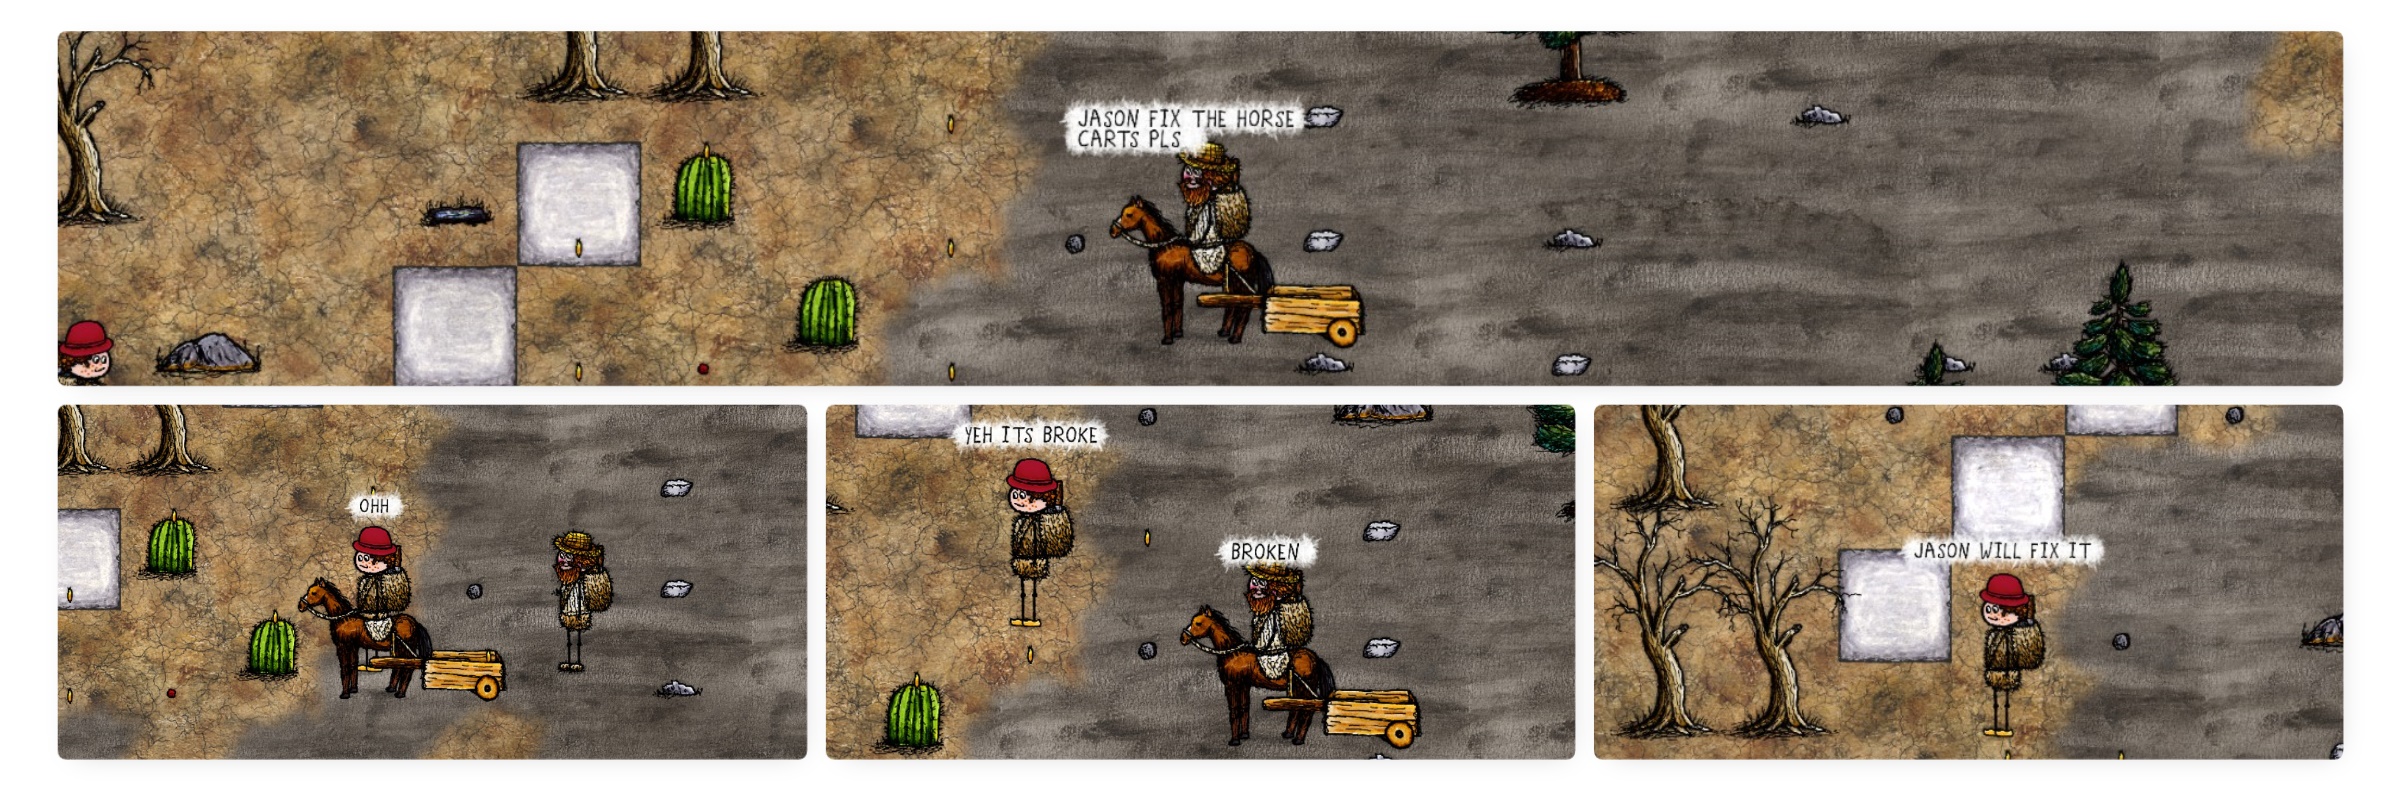 JASON FIX THE HORSE
CARTS PLS
OHH
YEH ITS BROKE
BROKEN
JASON WILL FIX IT